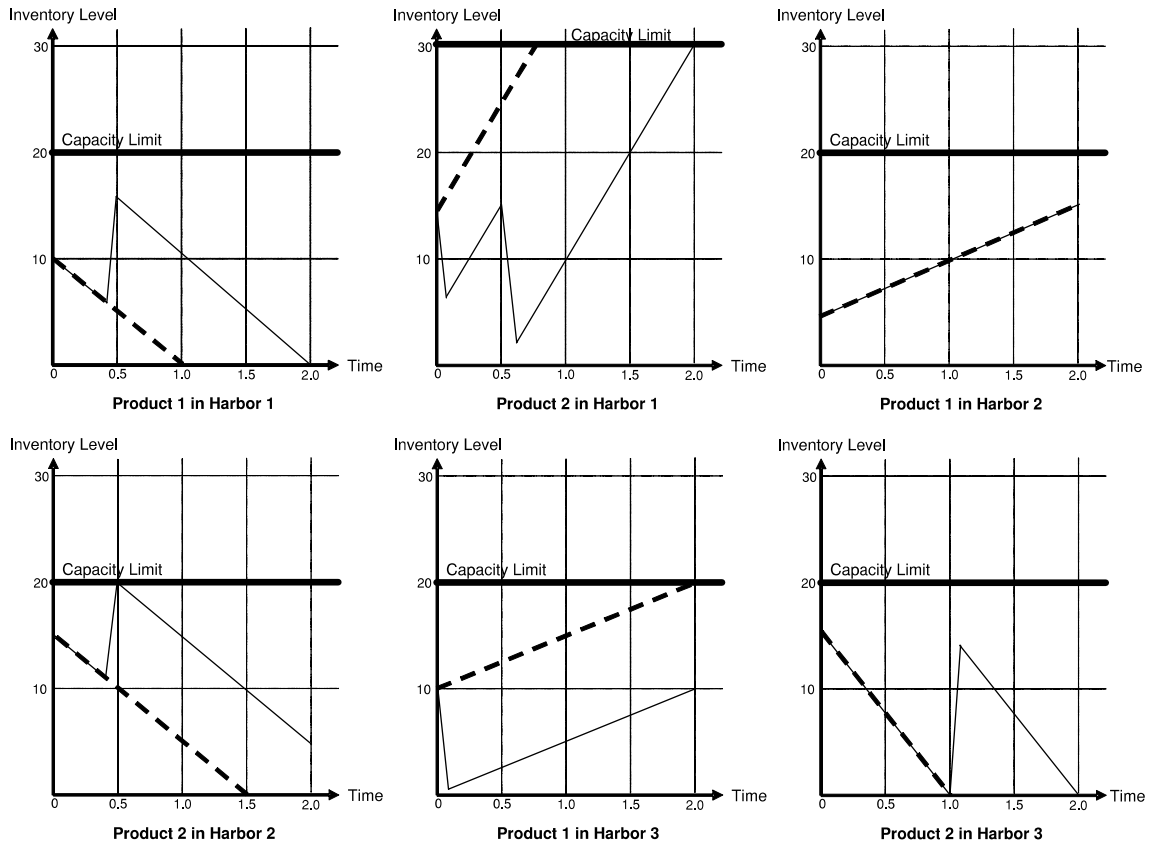 Inventory Level
30
Capacity Limit
20
10
0 0.5 1.0 1.5 2.0
Time
Product 1 in Harbor 1
Inventory Level
Capacity Limit
30
20
10
0 0.5 1.0 1.5 2.0
Time
Product 2 in Harbor 1
Inventory Level
30
Capacity Limit
20
10
0 0.5 1.0 1.5 2.0
Time
Product 1 in Harbor 2
Inventory Level
30
Capacity Limit
20
10
0 0.5 1.0 1.5 2.0
Time
Product 2 in Harbor 2
Inventory Level
30
Capacity Limit
20
10
0 0.5 1.0 1.5 2.0
Time
Product 1 in Harbor 3
Inventory Level
30
Capacity Limit
20
10
0 0.5 1.0 1.5 2.0
Time
Product 2 in Harbor 3